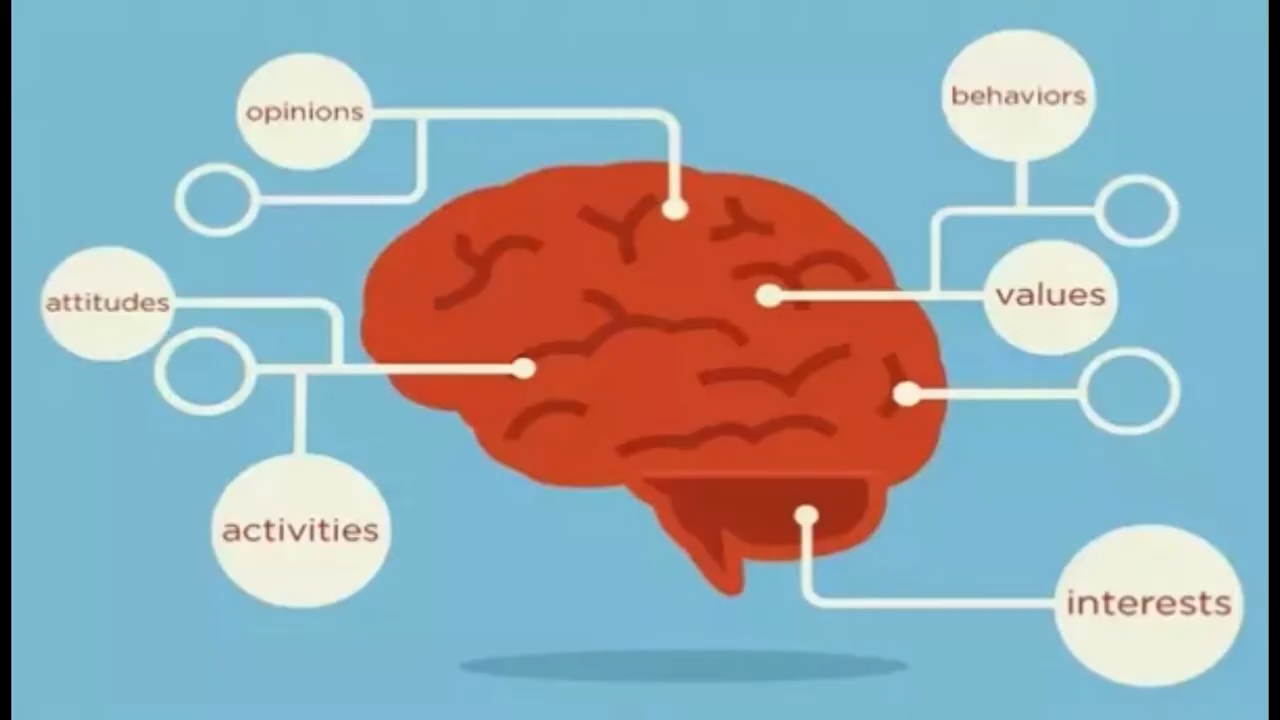 opinions
behaviors
attitudes
values
activities
interests